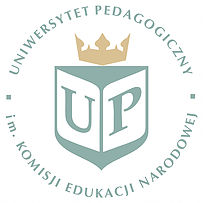 UNIWERSYTET PEDAGOGICZNY
UP
im. KOMISJI EDUKACJI NARODOWEJ